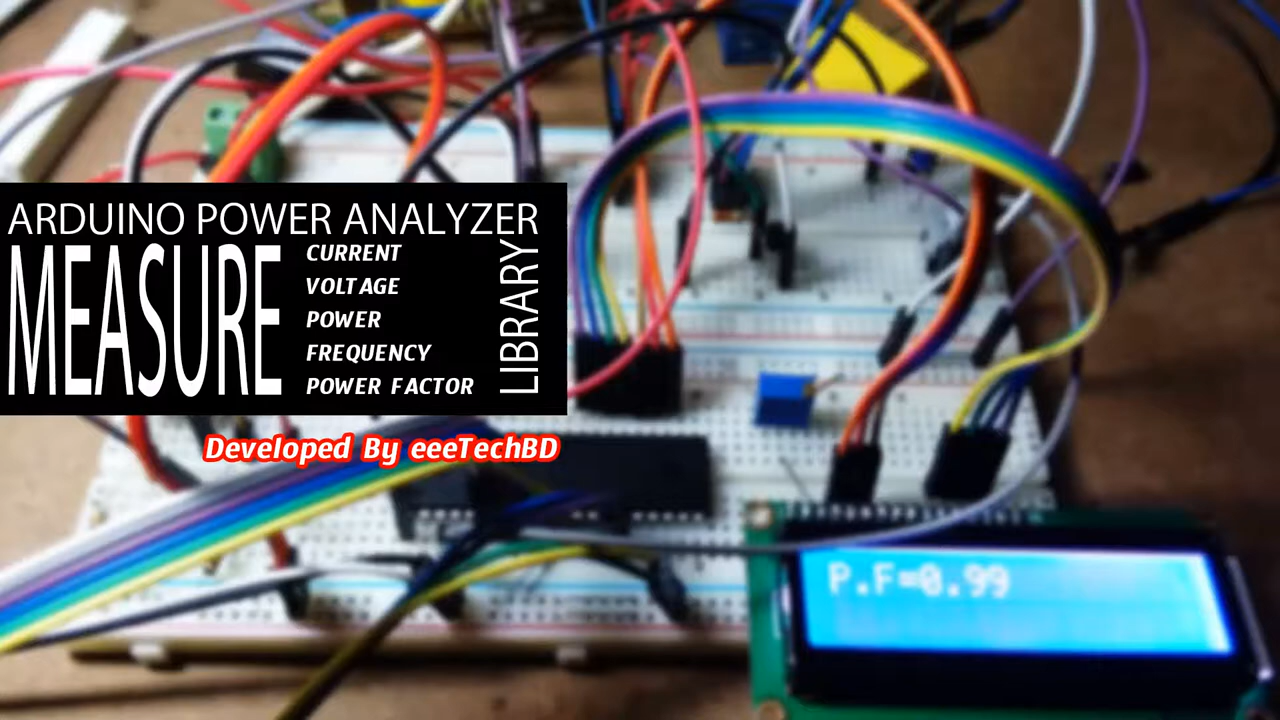 ARDUINO POWER ANALYZER
MEASURE
CURRENT
VOLTAGE
POWER
FREQUENCY
POWER FACTOR
LIBRARY
Developed By eeeTechBD
P.F=0.99